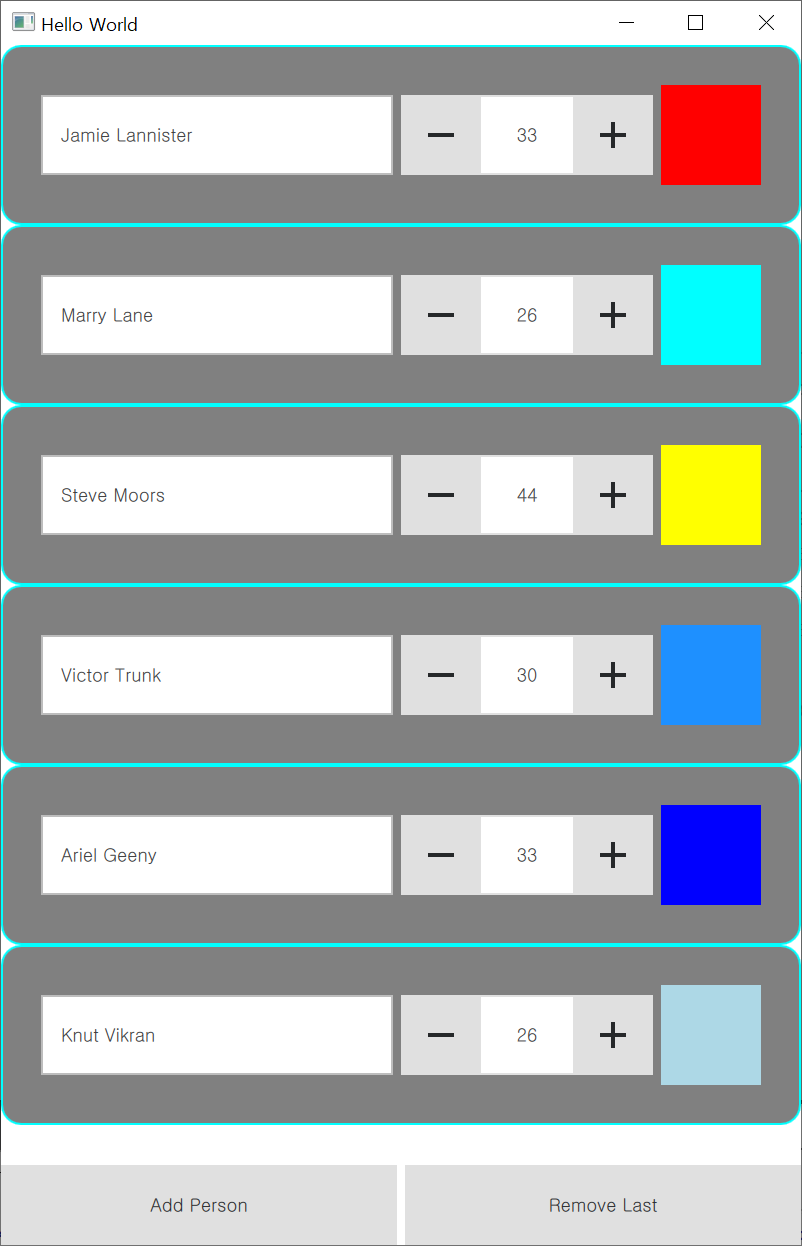 Hello World
Jamie Lannister 33
Marry Lane 26
Steve Moors 44
Victor Trunk 30
Ariel Geeny 33
Knut Vikran 26
Add Person Remove Last